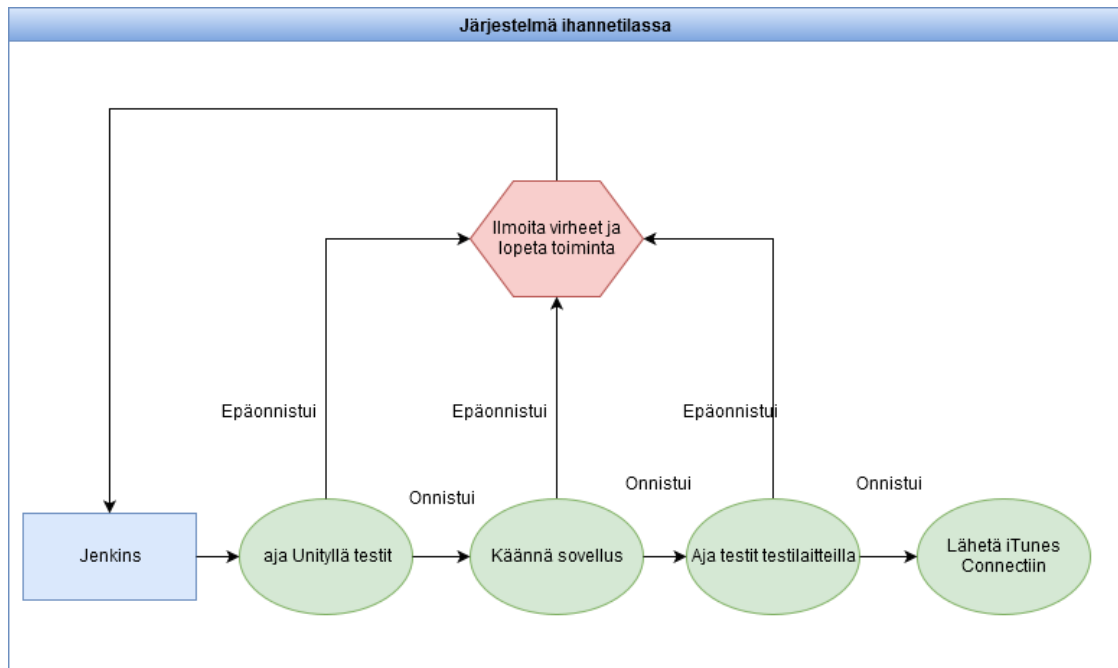 Järjestelmä ihannetilassa
Ilmoita virheet ja
lopeta toiminta
Epäonnistui
Epäonnistui
Epäonnistui
Onnistui
Onnistui
Onnistui
Jenkins
aja Unityllä testit
Käännä sovellus
Aja testit testilaitteilla
Lähetä iTunes
Connectiin